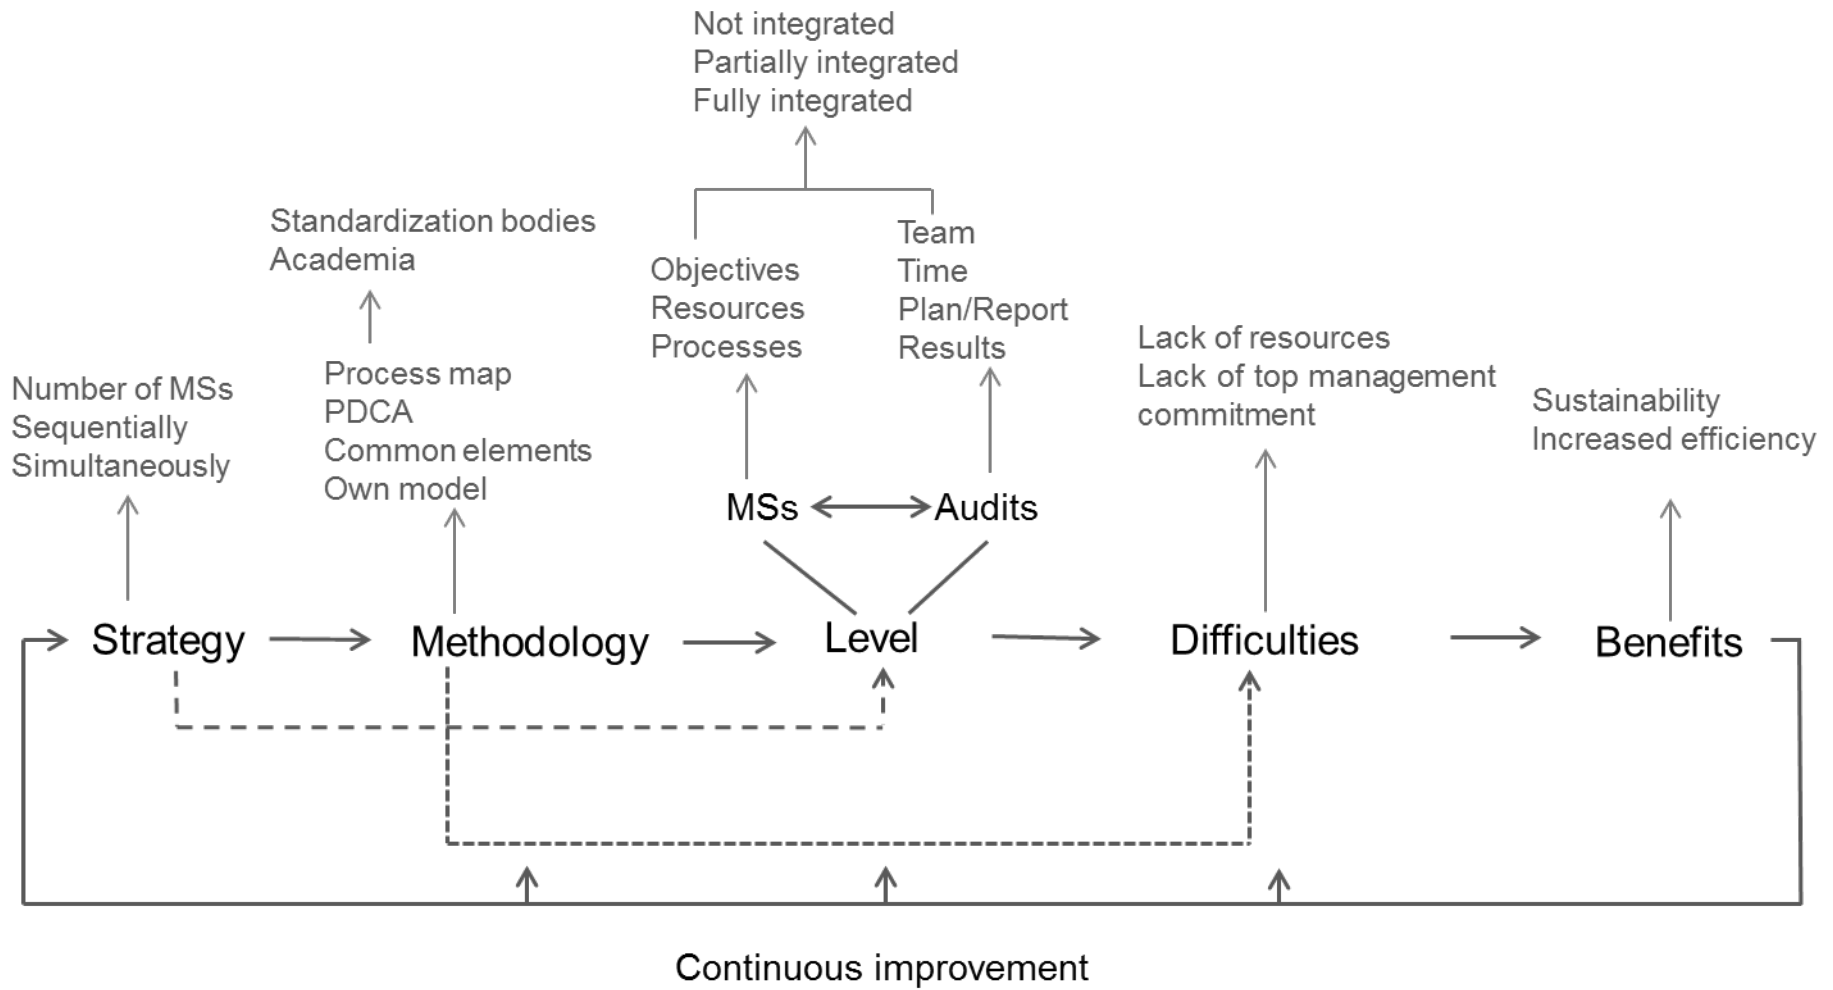 Not integrated
Partially integrated
Fully integrated
Standardization bodies
Academia
Team
Time
Plan/Report
Results
Objectives
Resources
Processes
Lack of resources
Lack of top management
commitment
Process map
PDCA
Common elements
Own model
Number of MSs
Sequentially
Simultaneously
Sustainability
Increased efficiency
MSs
Audits
Strategy
Methodology
Level
Difficulties
Benefits
Continuous improvement